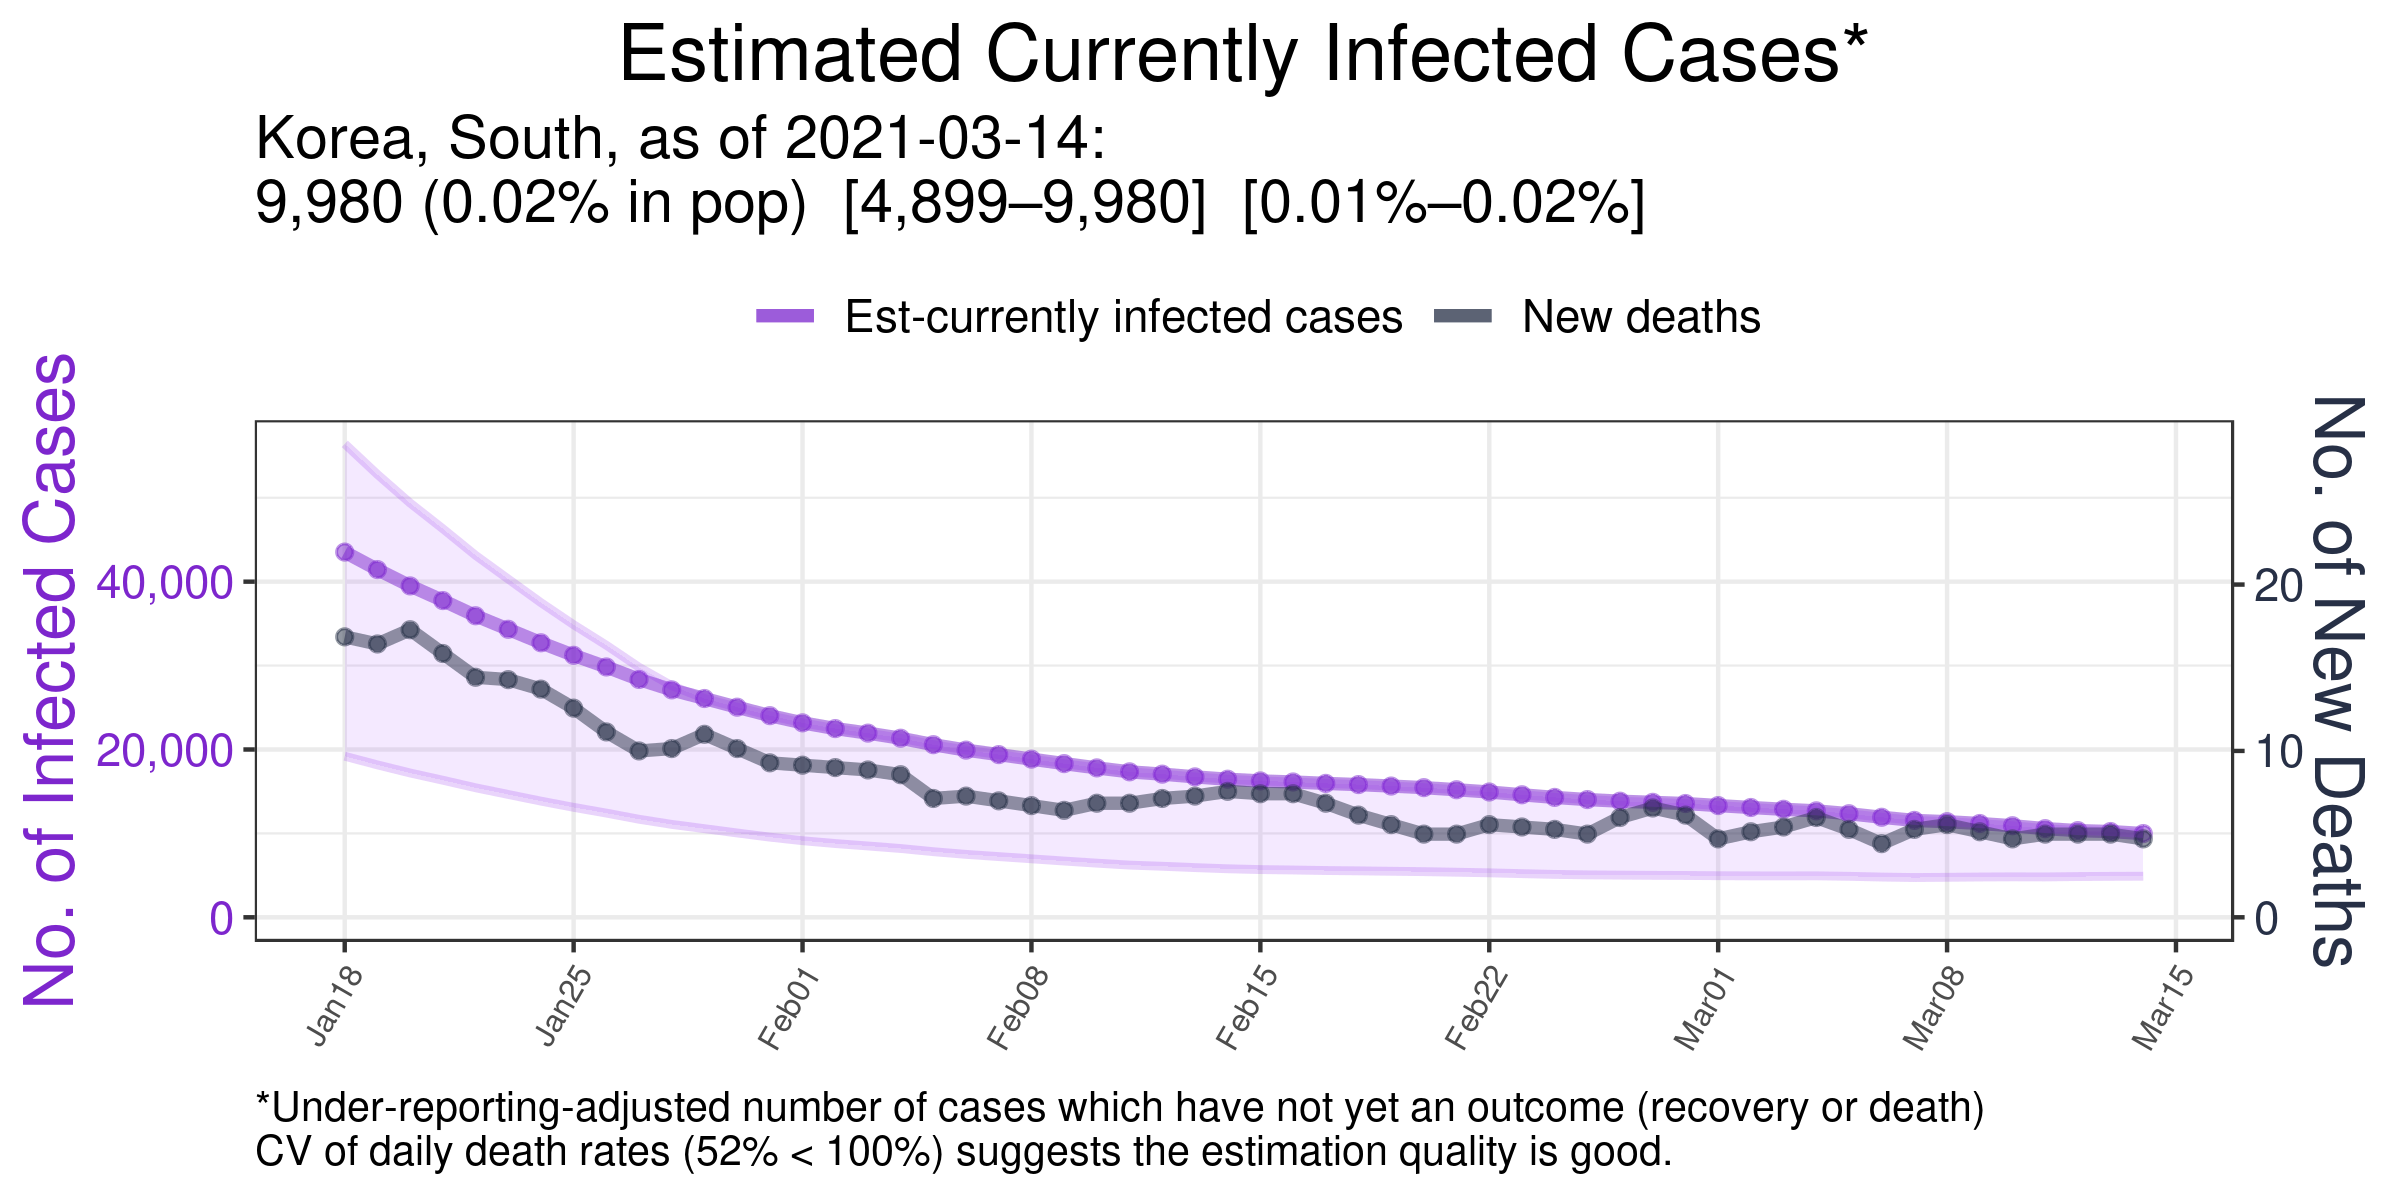 Estimated Currently Infected Cases*
Korea, South, as of 2021-03-14:
9,980 (0.02% in pop)  [4,899–9,980]  [0.01%–0.02%]
Est-currently infected cases
New deaths
No. of Infected Cases
40,000
20,000
0
20
10
0
No. of New Deaths
Jan18
Jan25
Feb01
Feb08
Feb15
Feb22
Mar01
Mar08
Mar15
*Under-reporting-adjusted number of cases which have not yet an outcome (recovery or death)
CV of daily death rates (52% < 100%) suggests the estimation quality is good.